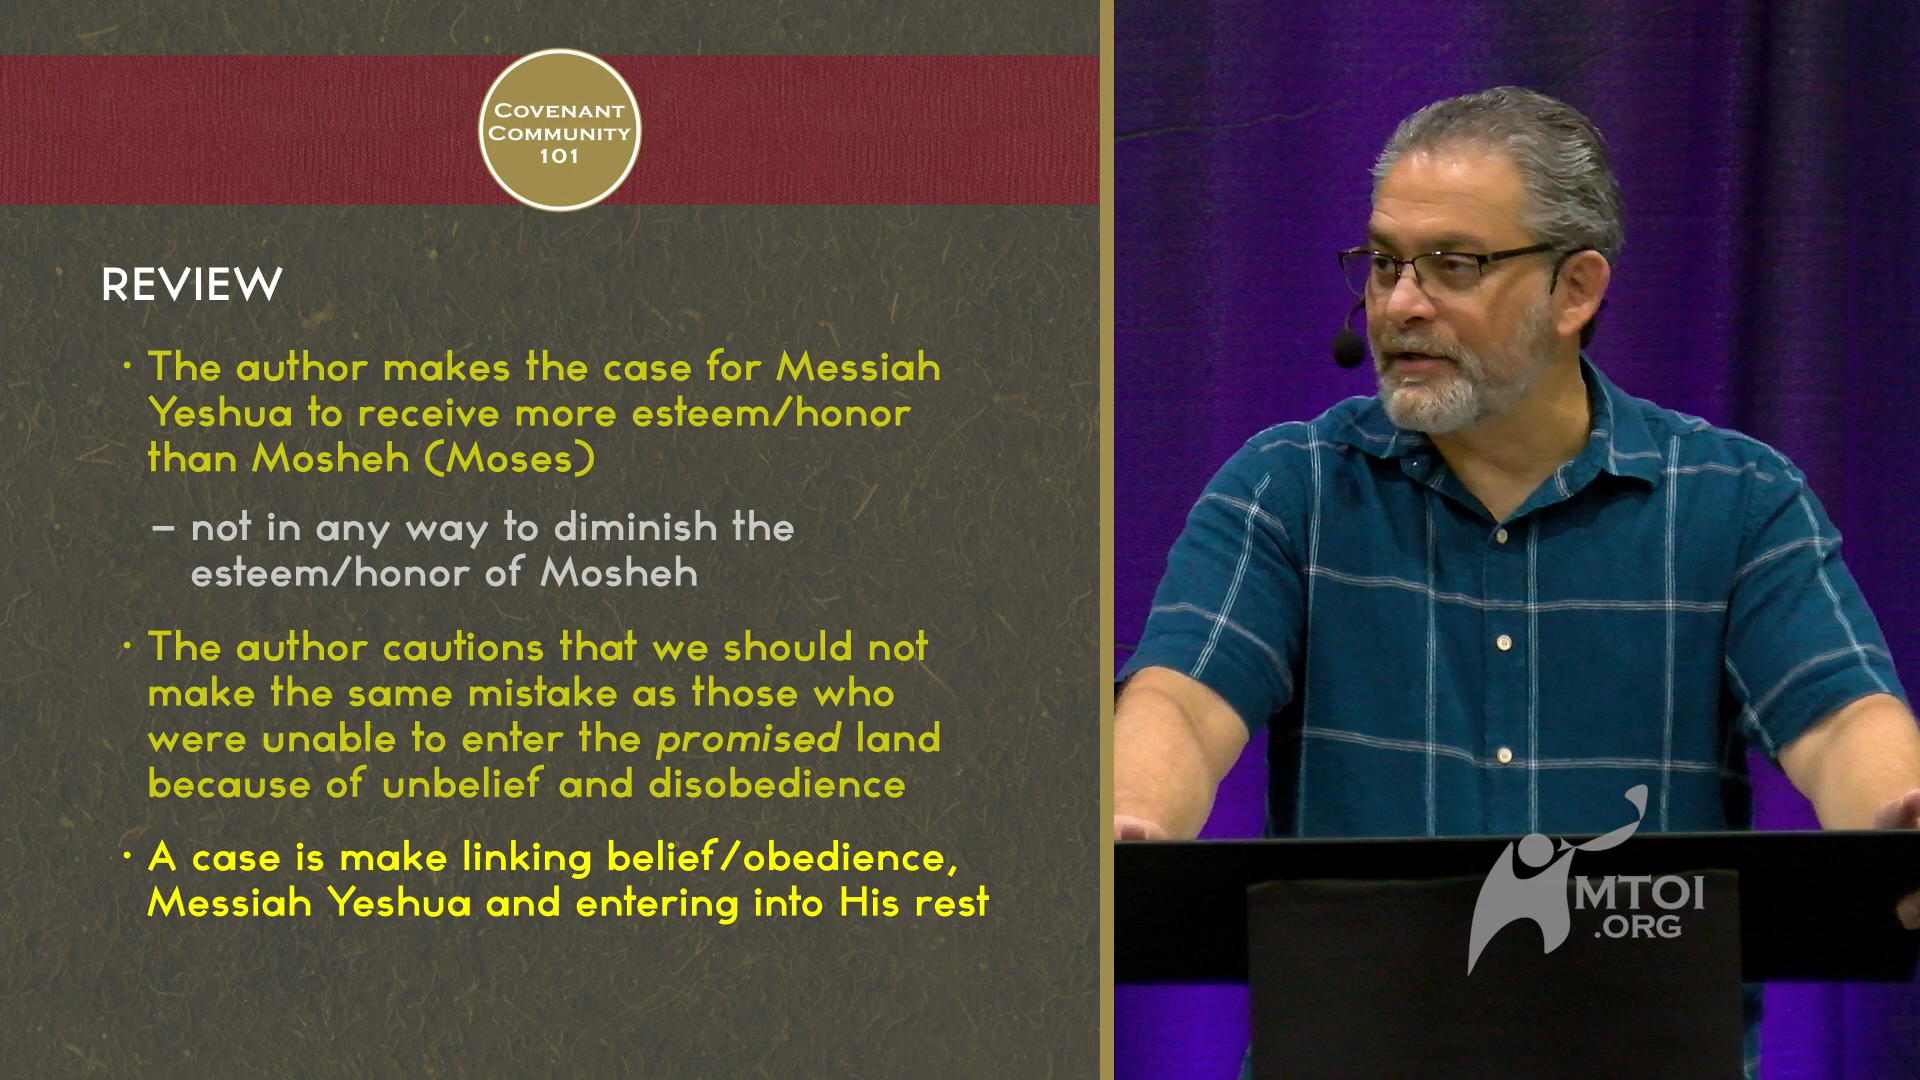 COVENANT
COMMUNITY
101
REVIEW
· The author makes the case for Messiah
Yeshua to receive more esteem/honor
than Mosheh (Moses)
– not in any way to diminish the
esteem/honor of Mosheh
· The author cautions that we should not
make the same mistake as those who
were unable to enter the promised land
because of unbelief and disobedience
· A case is make linking belief/obedience,
Messiah Yeshua and entering into His rest
MTOI
.ORG